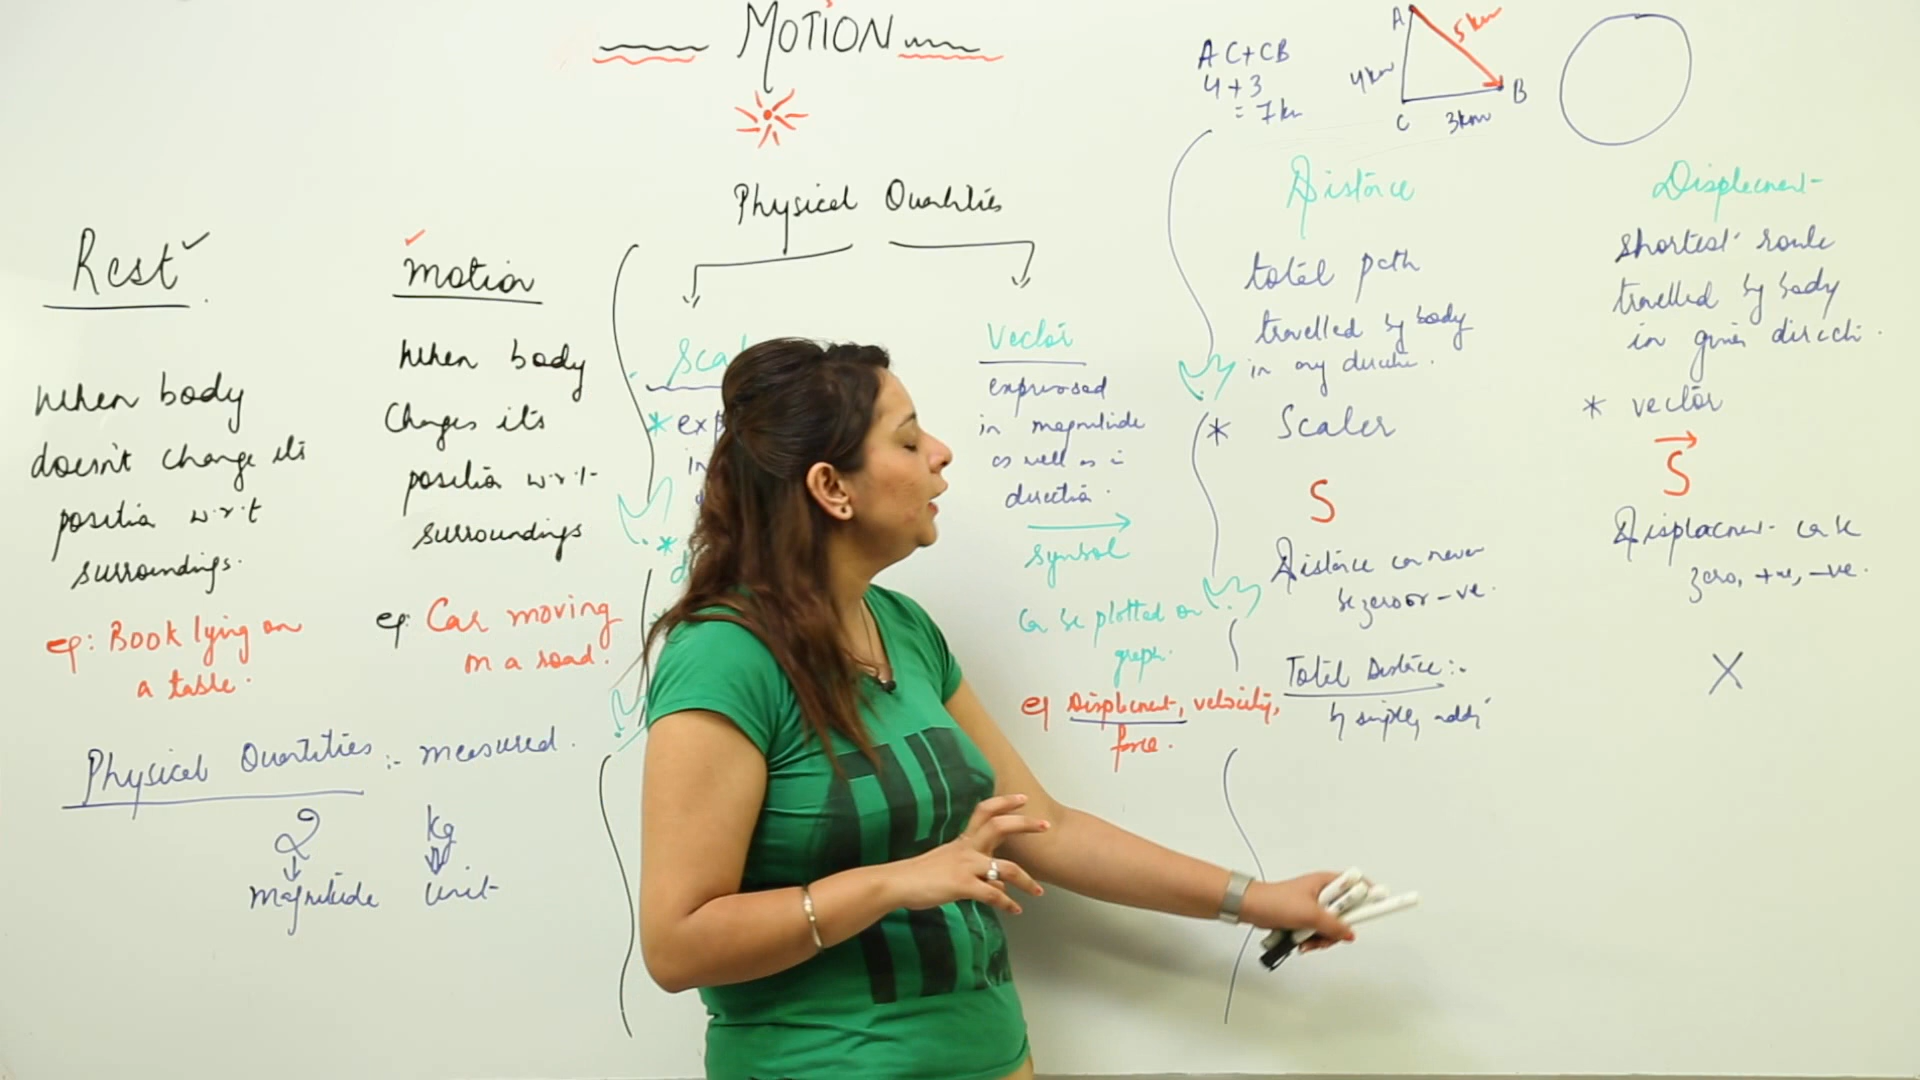 MOTION
Physical Quantities
Rest
When body
doesn't change its
position w.r.t
surroundings.
eg: Book lying on
a table.
motion
When body
Changes its
position w.r.t
surroundings
eg: Car moving
on a road.
Physical Quantities :- measured.
2 kg
magnitude unit
Scal
* exp
in
*
Vector
expressed
in magnitude
as well as in
direction.
symbol
Can be plotted on
graph.
eg Displacement, velocity,
force.
AC+CB
4+3
= 7km
A
5km
4km
B
C
3km
Distance
total path
travelled by body
in any direction.
* Scaler
S
Distance can never
be zero or -ve.
Total Distance :-
by simply adding
Displacement
shortest route
travelled by body
in given direction.
* vector
S
Displacement can be
zero, +ve, -ve.
X